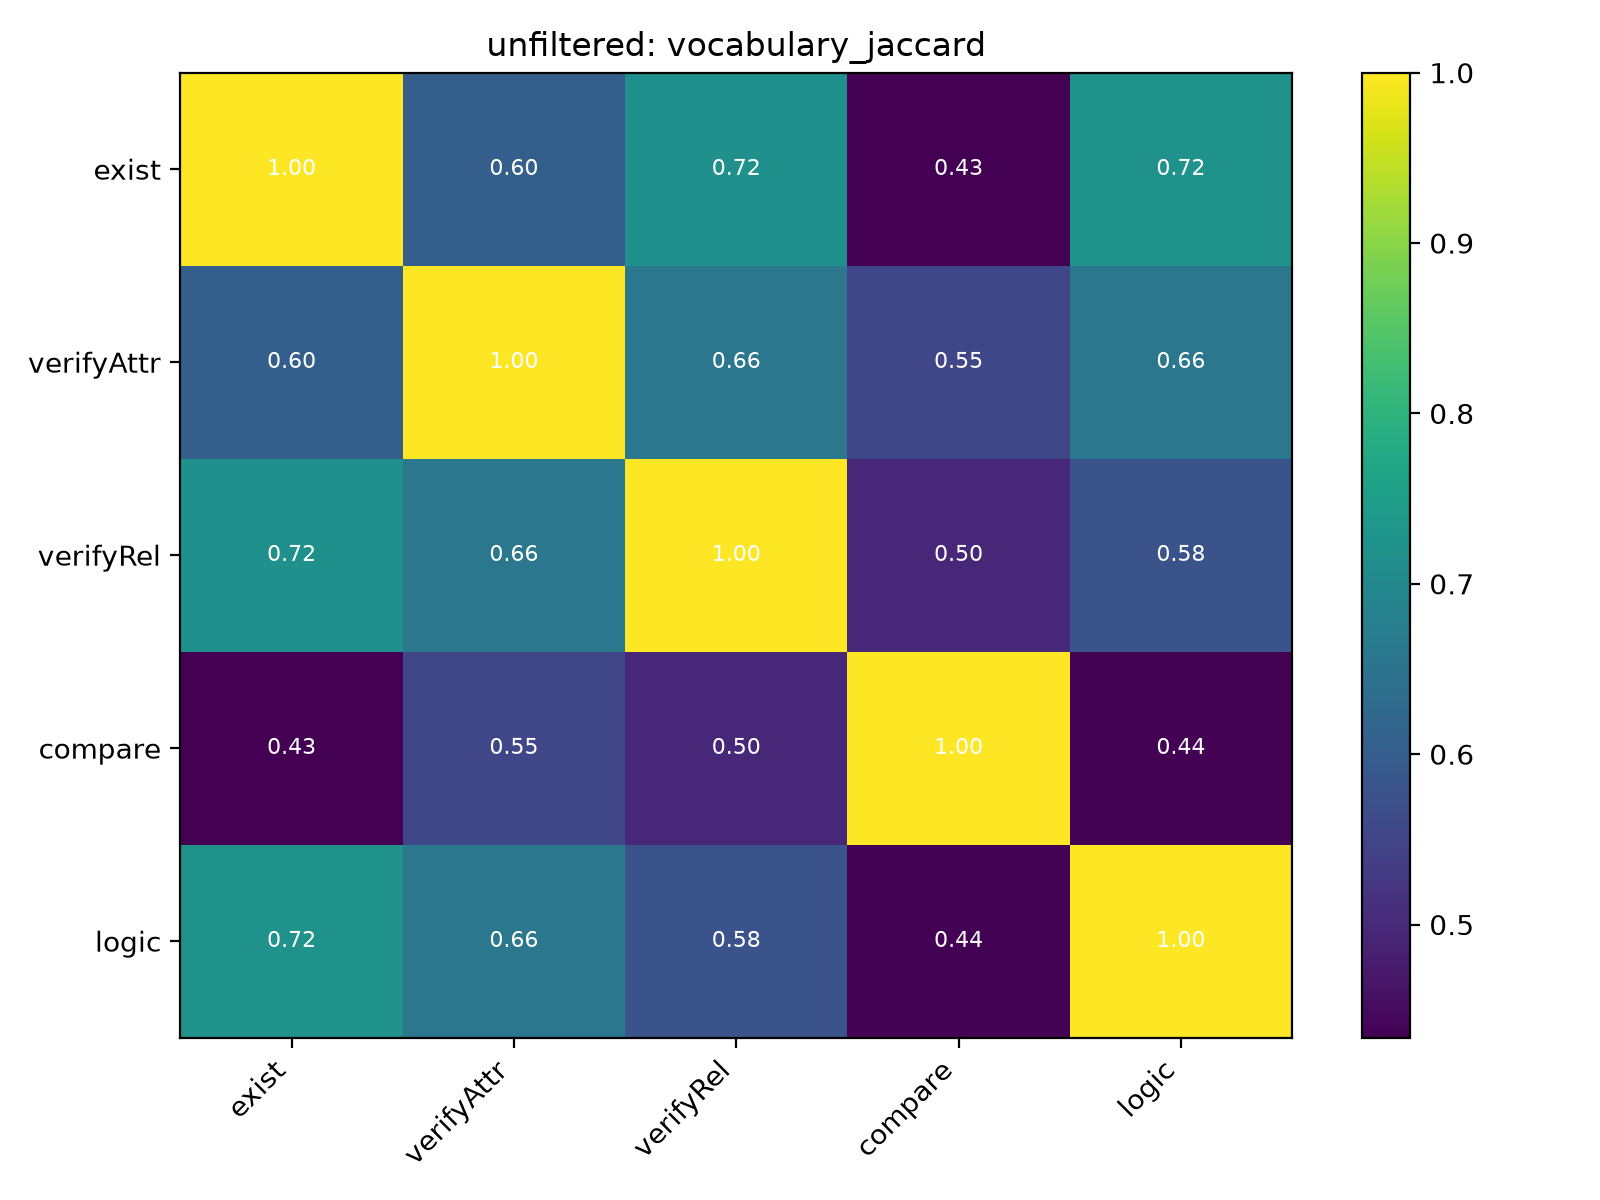 unfiltered: vocabulary_jaccard
exist 1.00 0.60 0.72 0.43 0.72
verifyAttr 0.60 1.00 0.66 0.55 0.66
verifyRel 0.72 0.66 1.00 0.50 0.58
compare 0.43 0.55 0.50 1.00 0.44
logic 0.72 0.66 0.58 0.44 1.00
exist verifyAttr verifyRel compare logic
1.0
0.9
0.8
0.7
0.6
0.5